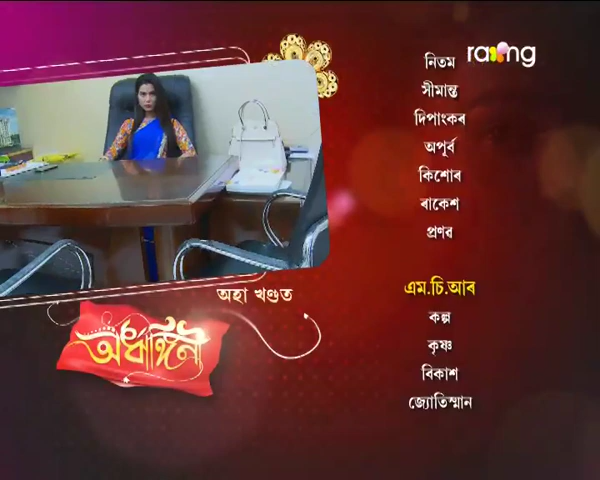 rang
নিতম
সীমান্ত
দিপাংকৰ
অপূৰ্ব
কিশোৰ
ৰাকেশ
প্ৰণৱ
এম.চি.আৰ
কল্প
কৃষ্ণ
বিকাশ
জ্যোতিস্মান
অহা খণ্ডত
অৰ্ধাঙ্গিনী